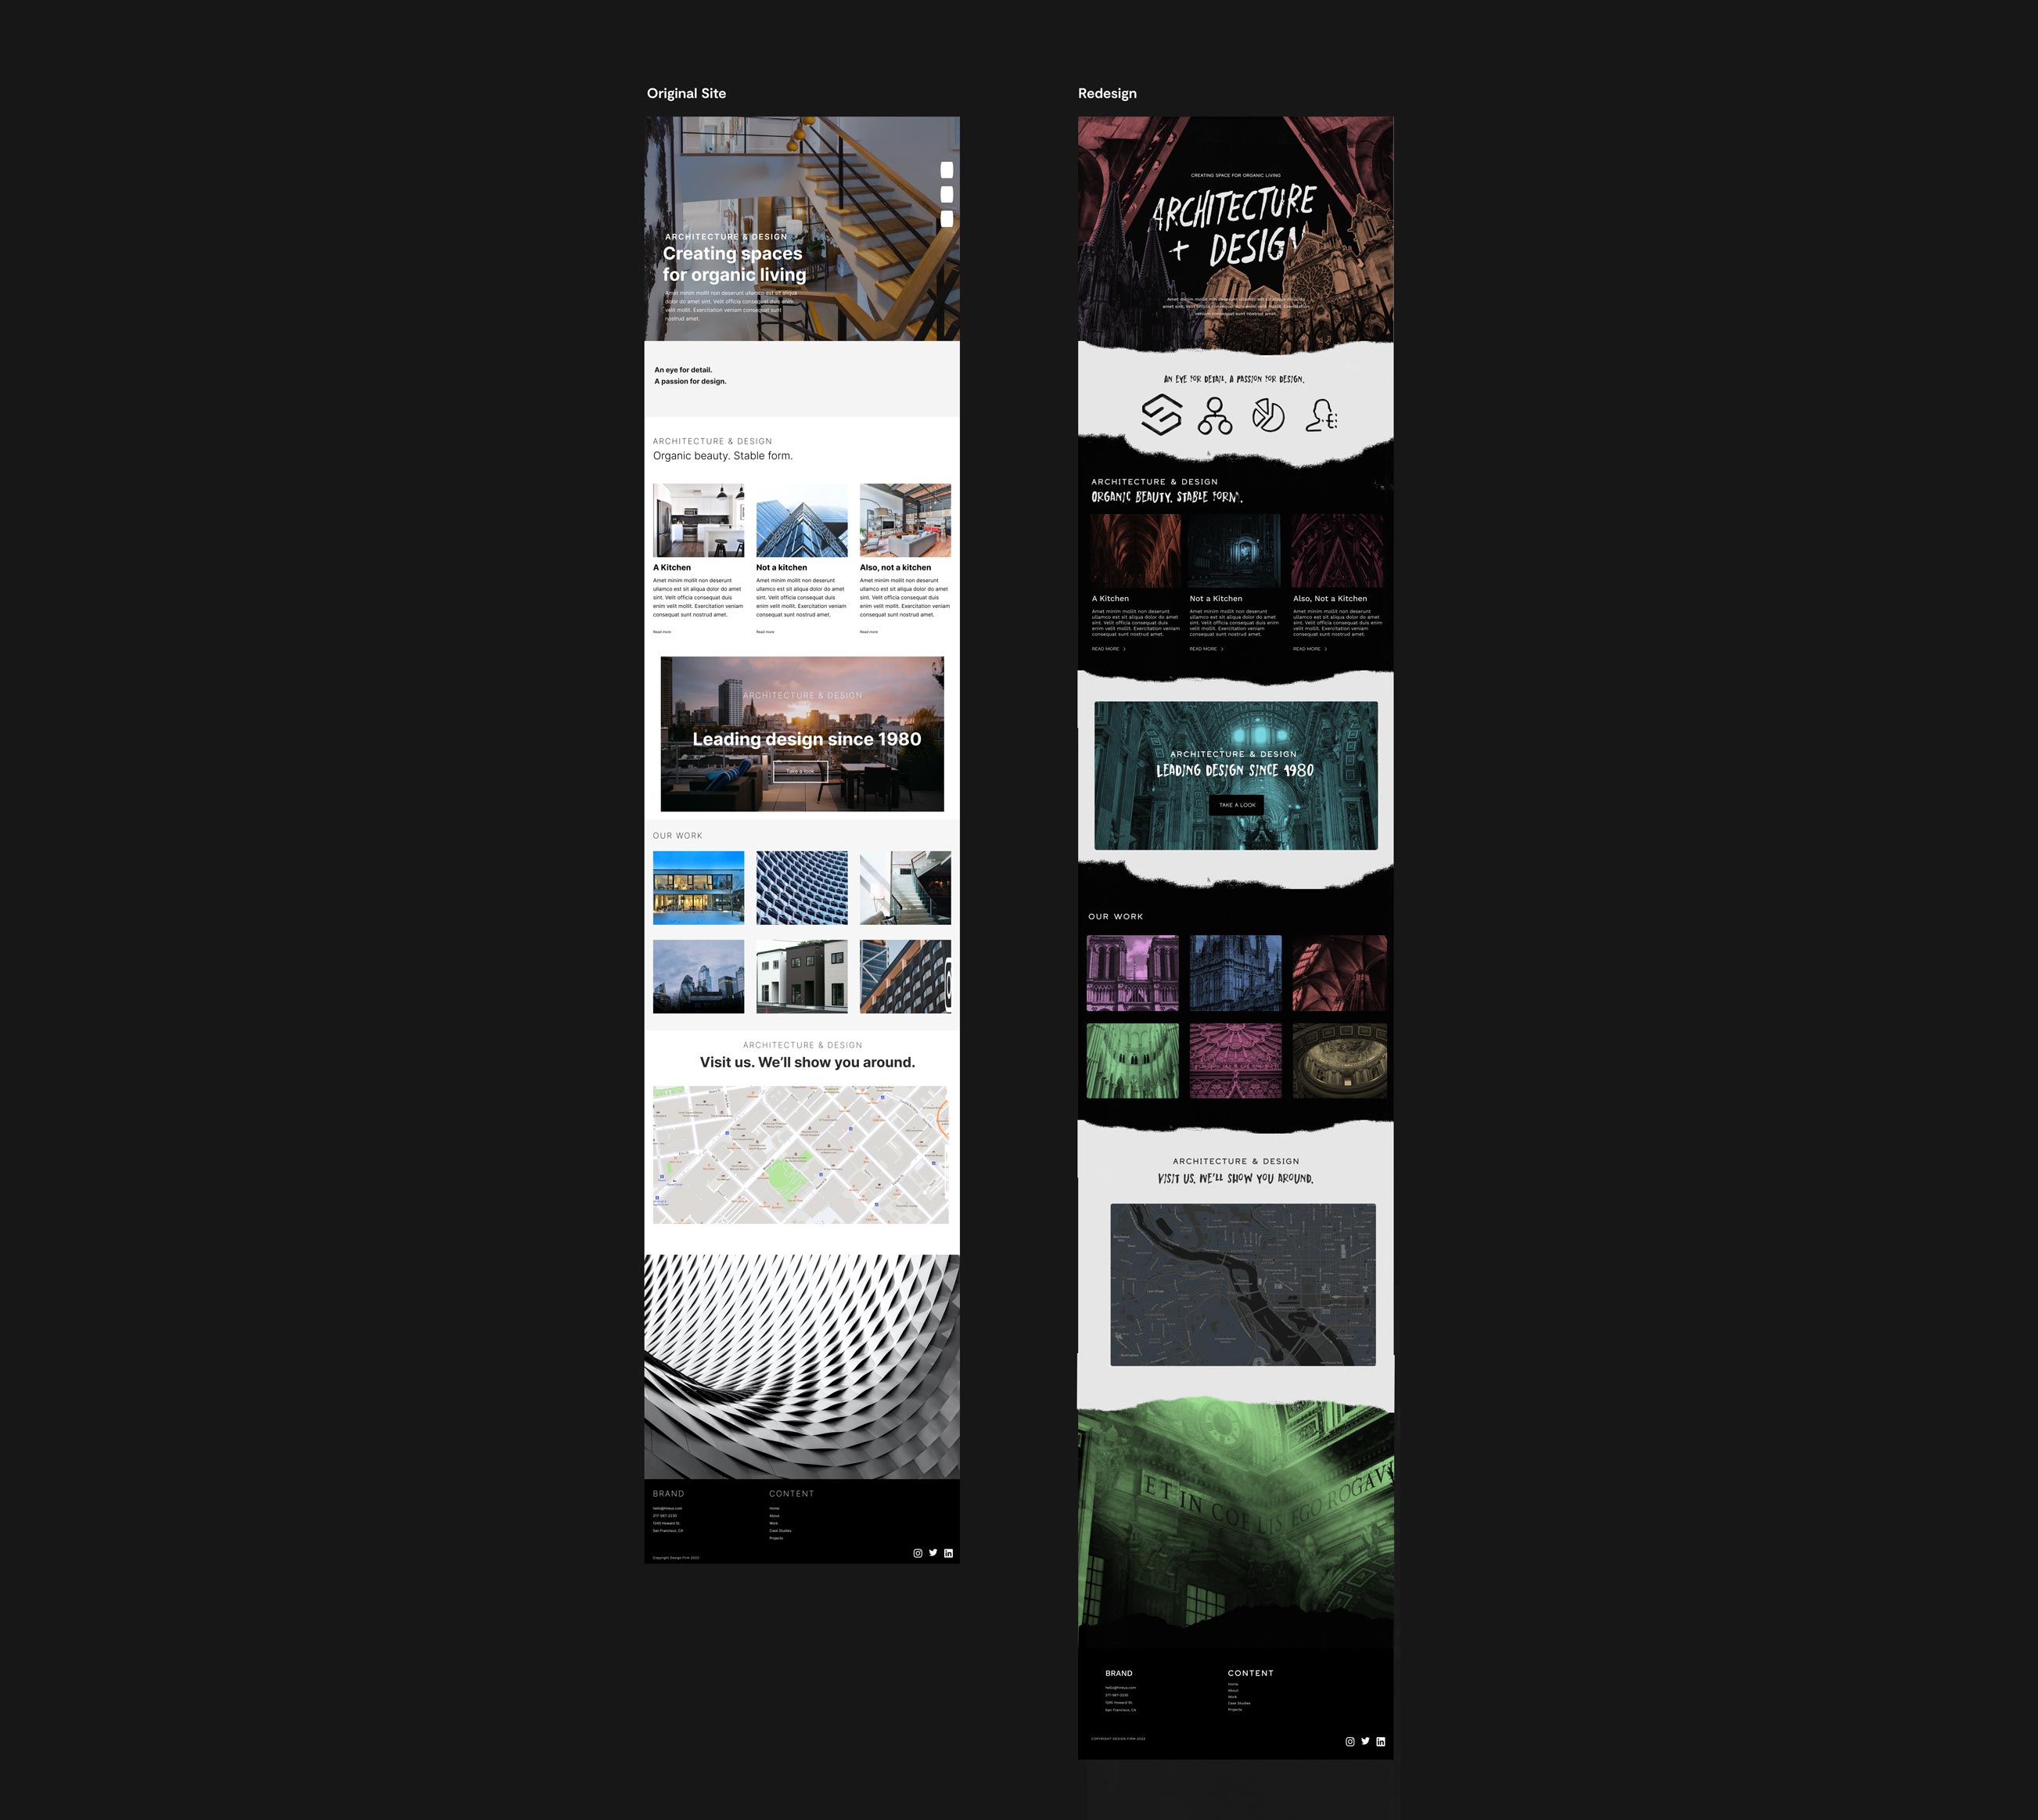 Original Site
ARCHITECTURE & DESIGN
Creating spaces
for organic living
Amet minim mollit non deserunt ullamco est sit aliqua
dolor do amet sint. Velit officia consequat duis enim
velit mollit. Exercitation veniam consequat sunt
nostrud amet.
An eye for detail.
A passion for design.
ARCHITECTURE & DESIGN
Organic beauty. Stable form.
A Kitchen
Amet minim mollit non deserunt
ullamco est sit aliqua dolor do amet
sint. Velit officia consequat duis
enim velit mollit. Exercitation veniam
consequat sunt nostrud amet.
Read more
Not a kitchen
Amet minim mollit non deserunt
ullamco est sit aliqua dolor do amet
sint. Velit officia consequat duis
enim velit mollit. Exercitation veniam
consequat sunt nostrud amet.
Read more
Also, not a kitchen
Amet minim mollit non deserunt
ullamco est sit aliqua dolor do amet
sint. Velit officia consequat duis
enim velit mollit. Exercitation veniam
consequat sunt nostrud amet.
Read more
ARCHITECTURE & DESIGN
Leading design since 1980
Take a look
OUR WORK
ARCHITECTURE & DESIGN
Visit us. We'll show you around.
BRAND
hello@hireus.com
217-987-2230
1045 Howard St.
San Francisco, CA
CONTENT
Home
About
Work
Case Studies
Projects
Copyright Design Firm 2022
Redesign
CREATING SPACE FOR ORGANIC LIVING
ARCHITECTURE
+ DESIGN
Amet minim mollit non deserunt ullamco est sit aliqua dolor do
amet sint. Velit officia consequat duis enim velit mollit. Exercitation
veniam consequat sunt nostrud amet.
AN EYE FOR DETAIL. A PASSION FOR DESIGN.
ARCHITECTURE & DESIGN
ORGANIC BEAUTY. STABLE FORM.
A Kitchen
Amet minim mollit non deserunt
ullamco est sit aliqua dolor do amet
sint. Velit officia consequat duis
enim velit mollit. Exercitation veniam
consequat sunt nostrud amet.
READ MORE
Not a Kitchen
Amet minim mollit non deserunt
ullamco est sit aliqua dolor do amet
sint. Velit officia consequat duis enim
velit mollit. Exercitation veniam
consequat sunt nostrud amet.
READ MORE
Also, Not a Kitchen
Amet minim mollit non deserunt
ullamco est sit aliqua dolor do amet
sint. Velit officia consequat duis enim
velit mollit. Exercitation veniam
consequat sunt nostrud amet.
READ MORE
ARCHITECTURE & DESIGN
LEADING DESIGN SINCE 1980
TAKE A LOOK
OUR WORK
ARCHITECTURE & DESIGN
VISIT US. WE'LL SHOW YOU AROUND.
ET IN COELIS EGO ROGAVI
BRAND
hello@hireus.com
217-987-2230
1045 Howard St.
San Francisco, CA
CONTENT
Home
About
Work
Case Studies
Projects
COPYRIGHT DESIGN FIRM 2022